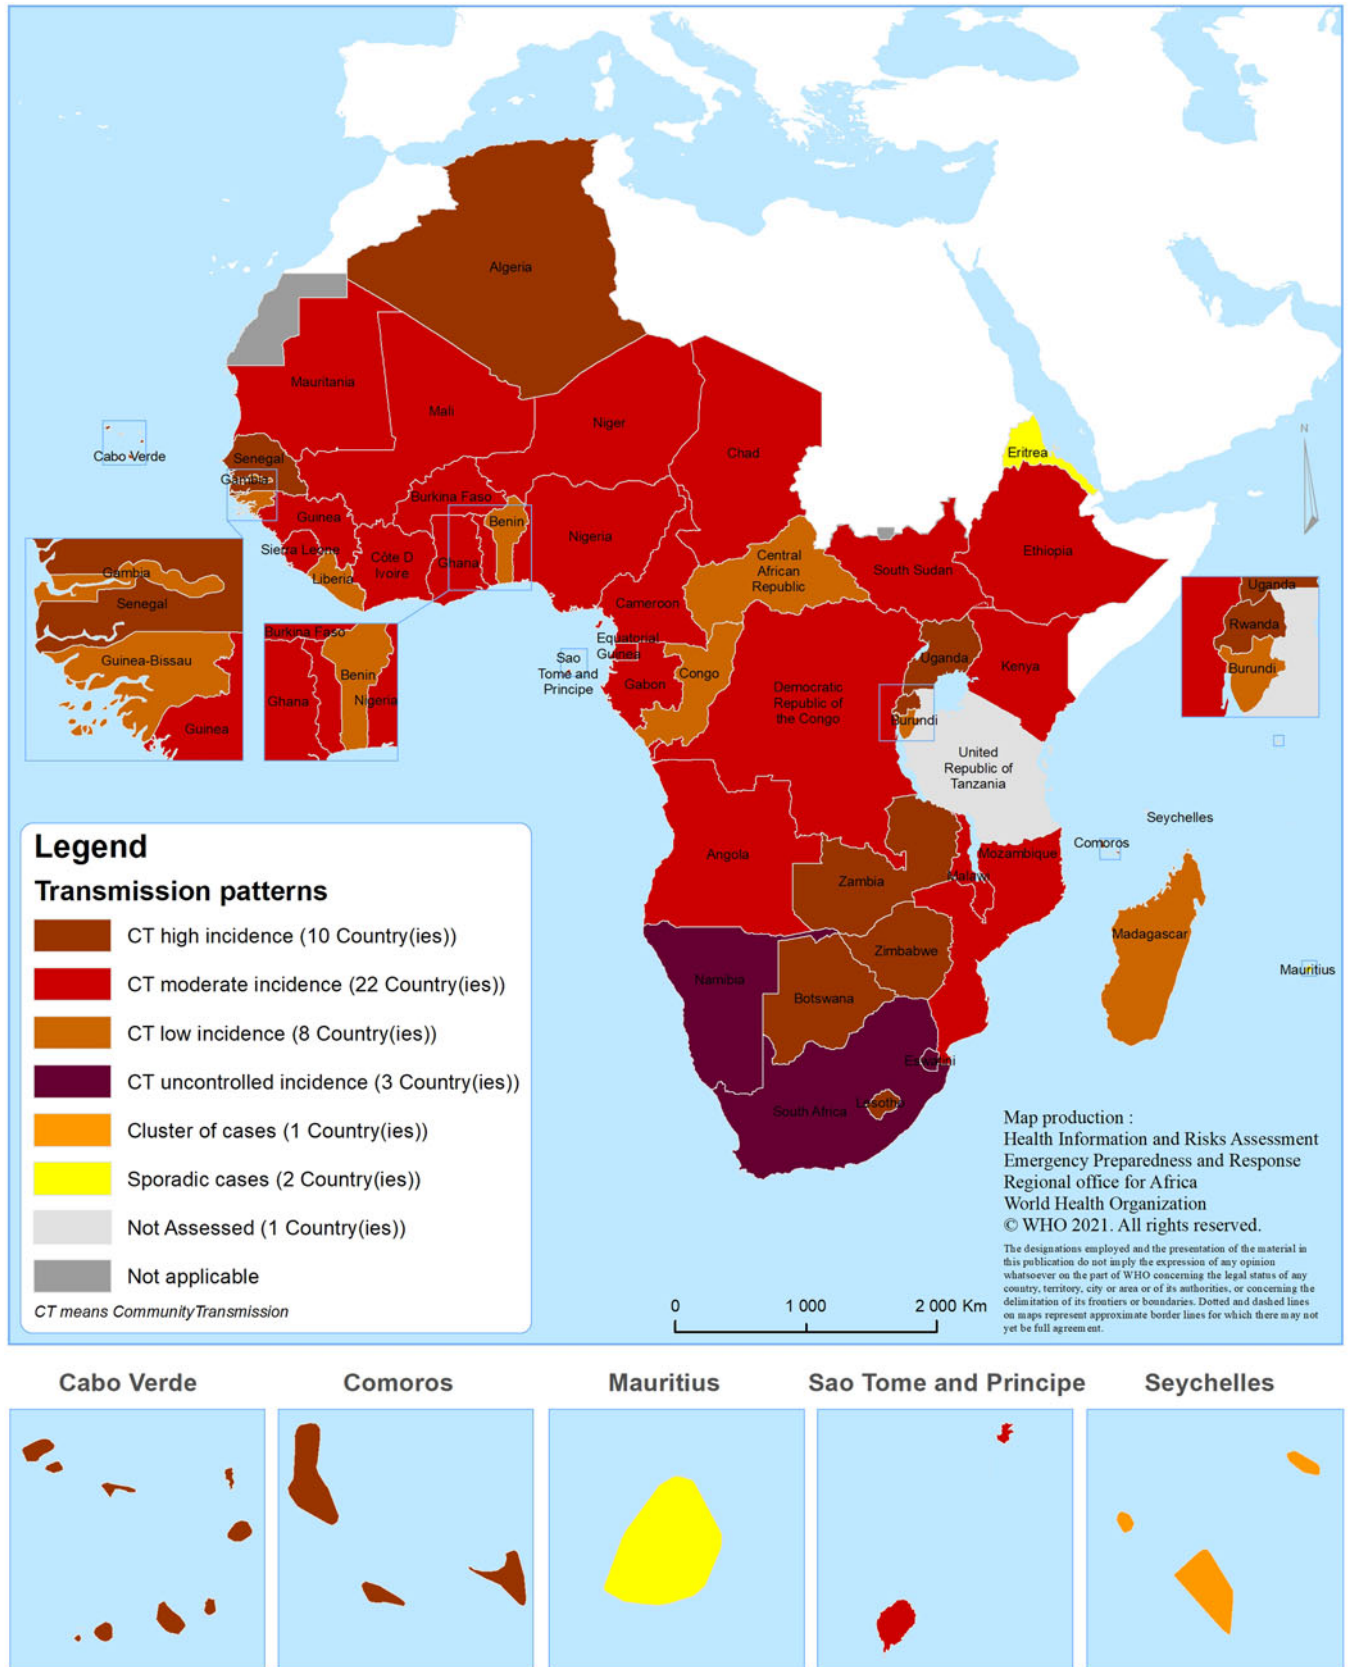 Algeria
Mauritania
Mali
Niger
Chad
Eritrea
Cabo Verde
Senegal
Gambia
Burkina Faso
Guinea
Benin
Nigeria
Sierra Leone
Côte D
Ivoire
Ghana
Liberia
Central
African
Republic
South Sudan
Ethiopia
Cameroon
Equatorial
Guinea
Sao
Tome and
Principe
Gabon
Congo
Democratic
Republic of
the Congo
Uganda
Kenya
Burundi
United
Republic of
Tanzania
Gambia
Senegal
Guinea-Bissau
Guinea
Burkina Faso
Benin
Ghana
Nigeria
Uganda
Rwanda
Burundi
Seychelles
Comoros
Angola
Zambia
Malawi
Mozambique
Madagascar
Mauritius
Zimbabwe
Namibia
Botswana
Eswatini
South Africa
Lesotho
N
Legend
Transmission patterns
CT high incidence (10 Country(ies))
CT moderate incidence (22 Country(ies))
CT low incidence (8 Country(ies))
CT uncontrolled incidence (3 Country(ies))
Cluster of cases (1 Country(ies))
Sporadic cases (2 Country(ies))
Not Assessed (1 Country(ies))
Not applicable
CT means CommunityTransmission
0 1 000 2 000 Km
Map production :
Health Information and Risks Assessment
Emergency Preparedness and Response
Regional office for Africa
World Health Organization
© WHO 2021. All rights reserved.
The designations employed and the presentation of the material in
this publication do not imply the expression of any opinion
whatsoever on the part of WHO concerning the legal status of any
country, territory, city or area or of its authorities, or concerning the
delimitation of its frontiers or boundaries. Dotted and dashed lines
on maps represent approximate border lines for which there may not
yet be full agreement.
Cabo Verde
Comoros
Mauritius
Sao Tome and Principe
Seychelles